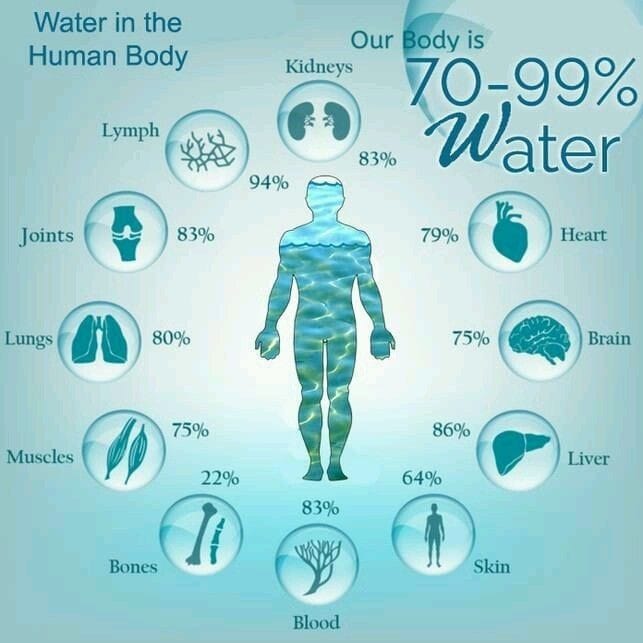 Water in the
Human Body
Our Body is
70-99%
Water
Kidneys
83%
Lymph
94%
Joints
83%
79%
Heart
Lungs
80%
75%
Brain
Muscles
75%
86%
Liver
22%
Bones
83%
Blood
64%
Skin